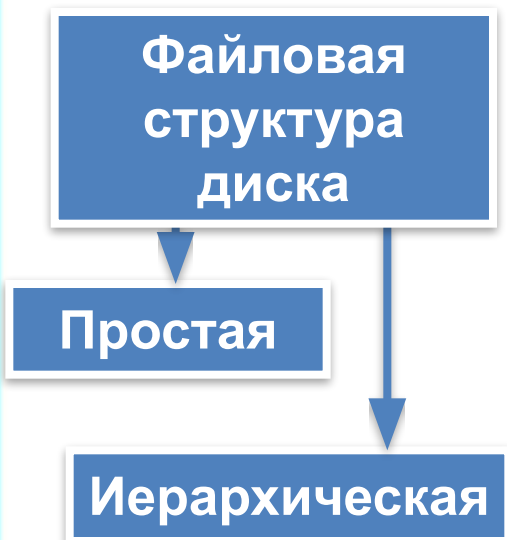 Файловая
структура
диска
Простая
Иерархическая